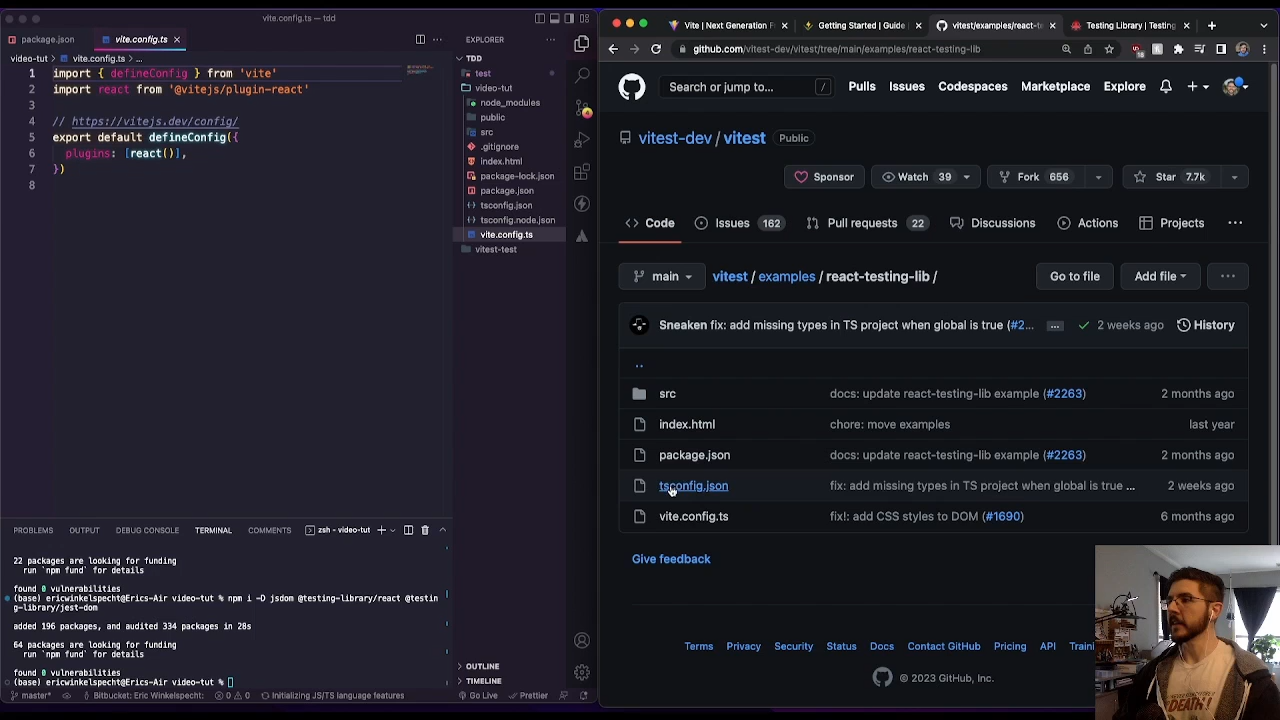 vite.config.ts — tdd
package.json
vite.config.ts
video-tut > vite.config.ts > ...
1 import { defineConfig } from 'vite'
2 import react from '@vitejs/plugin-react'
3
4 // https://vitejs.dev/config/
5 export default defineConfig({
6 plugins: [react()],
7 })
8
EXPLORER
TDD
test
video-tut
node_modules
public
src
.gitignore
index.html
package-lock.json
package.json
tsconfig.json
tsconfig.node.json
vite.config.ts
vitest-test
OUTLINE
TIMELINE
PROBLEMS OUTPUT DEBUG CONSOLE TERMINAL COMMENTS zsh - video-tut
22 packages are looking for funding
run `npm fund` for details
found 0 vulnerabilities
(base) ericwinkelspecht@Erics-Air video-tut % npm i -D jsdom @testing-library/react @testin
g-library/jest-dom
added 196 packages, and audited 334 packages in 28s
64 packages are looking for funding
run `npm fund` for details
found 0 vulnerabilities
(base) ericwinkelspecht@Erics-Air video-tut %
master* Bitbucket: Eric Winkelspecht: 0 0 Initializing JS/TS language features Go Live Prettier
Vite | Next Generation Fr
Getting Started | Guide
vitest/examples/react-te
Testing Library | Testing
github.com/vitest-dev/vitest/tree/main/examples/react-testing-lib
18
Search or jump to... /
Pulls Issues Codespaces Marketplace Explore
vitest-dev / vitest Public
Sponsor Watch 39 Fork 656 Star 7.7k
Code Issues 162 Pull requests 22 Discussions Actions Projects
main vitest / examples / react-testing-lib / Go to file Add file
Sneaken fix: add missing types in TS project when global is true (#2... ... 2 weeks ago History
..
src docs: update react-testing-lib example (#2263) 2 months ago
index.html chore: move examples last year
package.json docs: update react-testing-lib example (#2263) 2 months ago
tsconfig.json fix: add missing types in TS project when global is true ... 2 weeks ago
vite.config.ts fix!: add CSS styles to DOM (#1690) 6 months ago
Give feedback
Terms Privacy Security Status Docs Contact GitHub Pricing API Traini
© 2023 GitHub, Inc.
DEATH!